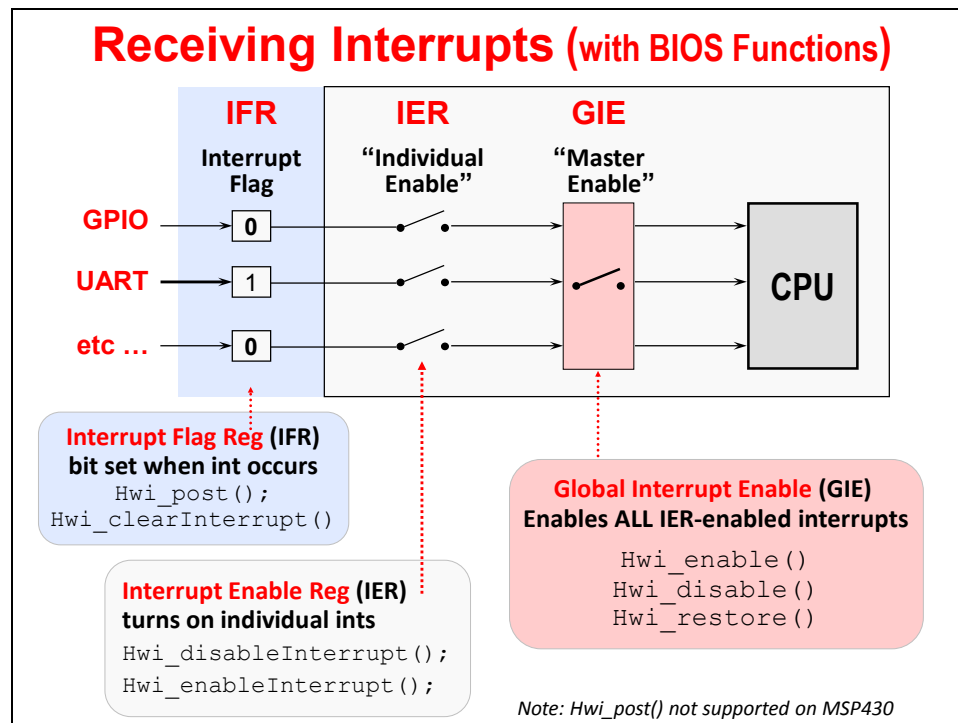 Receiving Interrupts (with BIOS Functions)
IFR
IER
GIE
Interrupt
Flag
“Individual
Enable”
“Master
Enable”
GPIO
0
UART
1
etc …
0
CPU
Interrupt Flag Reg (IFR)
bit set when int occurs
Hwi_post();
Hwi_clearInterrupt()
Interrupt Enable Reg (IER)
turns on individual ints
Hwi_disableInterrupt();
Hwi_enableInterrupt();
Global Interrupt Enable (GIE)
Enables ALL IER-enabled interrupts
Hwi_enable()
Hwi_disable()
Hwi_restore()
Note: Hwi_post() not supported on MSP430